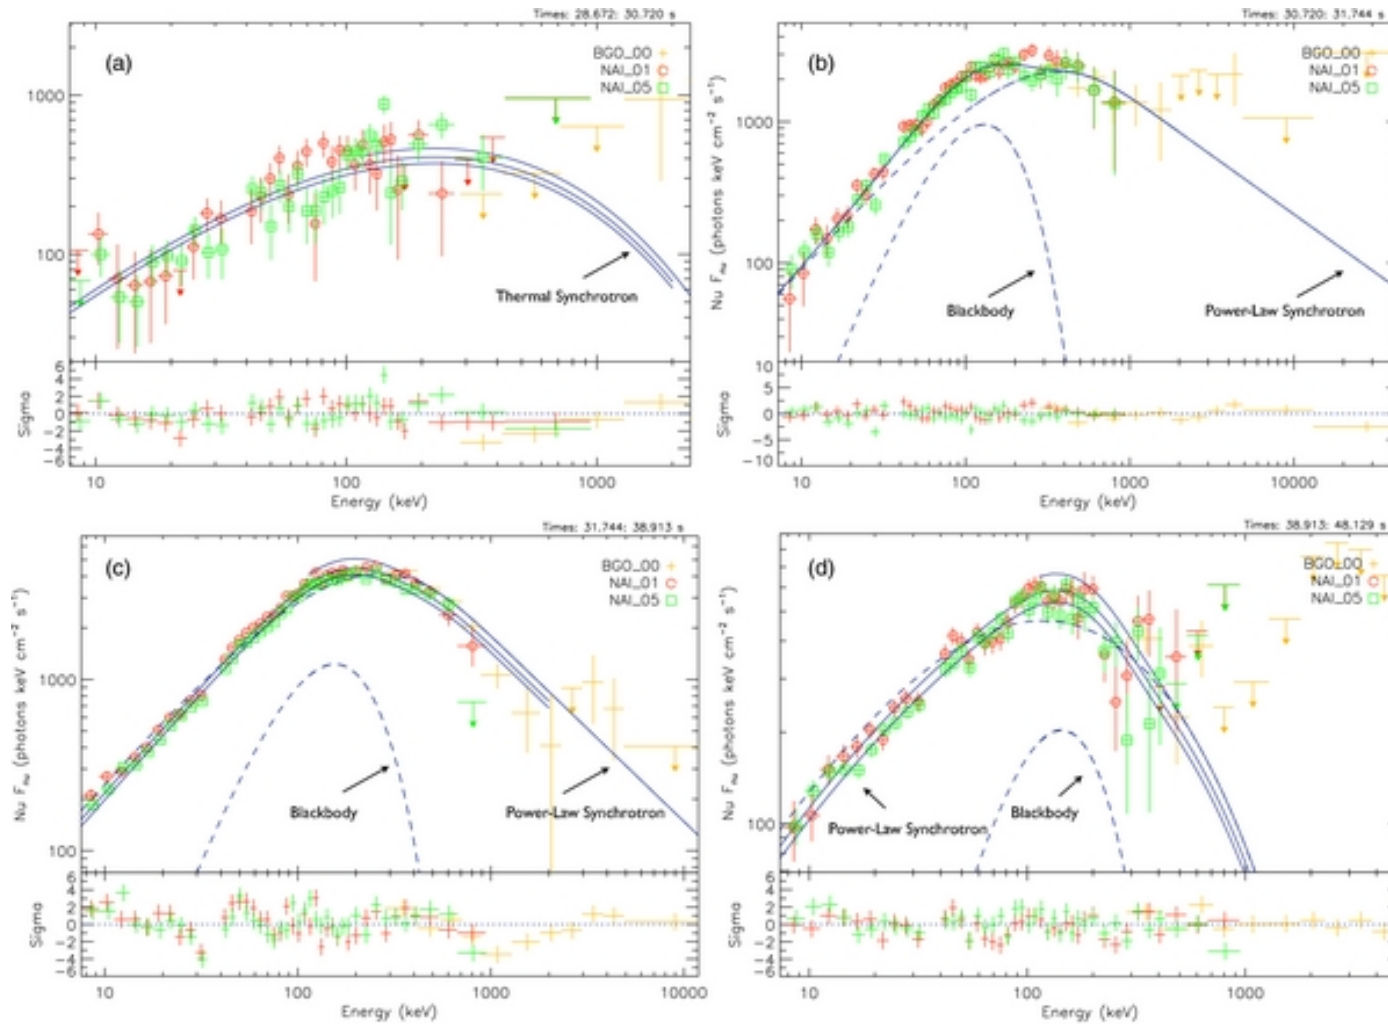 Times: 28.672: 30.720 s
(a)
BGO_00
NAI_01
NAI_05
1000
100
Thermal Synchrotron
Sigma
6
4
2
0
-2
-4
-6
10 100 1000
Energy (keV)
Times: 30.720: 31.744 s
(b)
BGO_00
NAI_01
NAI_05
Nu Fnu (photons keV cm-2 s-1)
1000
100
Blackbody
Power-Law Synchrotron
Sigma
10
5
0
-5
-10
10 100 1000 10000
Energy (keV)
Times: 31.744: 38.913 s
(c)
BGO_00
NAI_01
NAI_05
Nu Fnu (photons keV cm-2 s-1)
1000
100
Blackbody
Power-Law Synchrotron
Sigma
6
4
2
0
-2
-4
-6
10 100 1000 10000
Energy (keV)
Times: 38.913: 48.129 s
(d)
BGO_00
NAI_01
NAI_05
Nu Fnu (photons keV cm-2 s-1)
100
Power-Law Synchrotron
Blackbody
Sigma
6
4
2
0
-2
-4
-6
10 100 1000
Energy (keV)